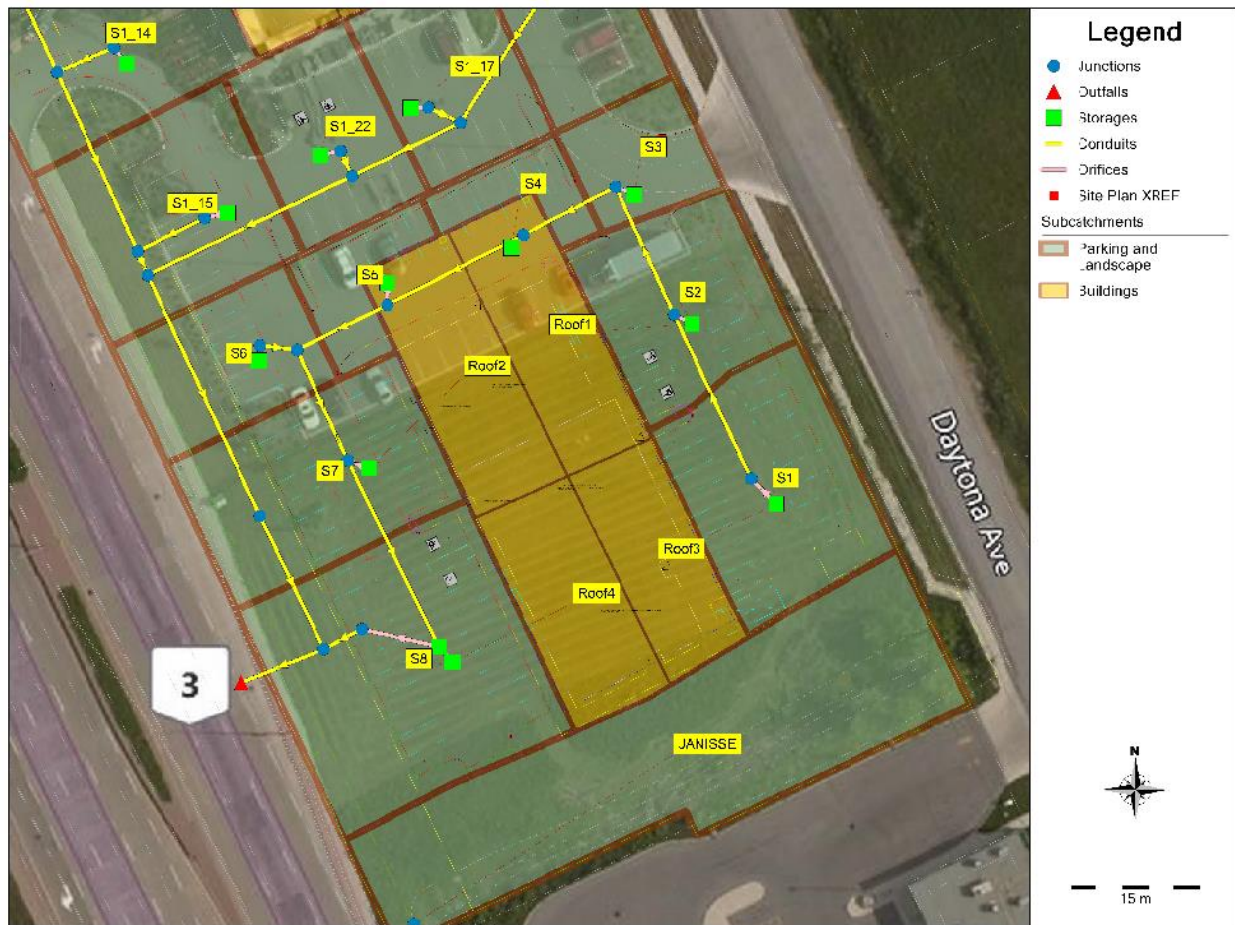 S1_14
S1_17
S1_22
S3
S4
S1_15
S5
S2
Roof1
S6
Roof2
S7
S1
Roof3
Roof4
S8
JANISSE
Daytona Ave
3
Legend
Junctions
Outfalls
Storages
Conduits
Orifices
Site Plan XREF
Subcatchments
Parking and
Landscape
Buildings
N
15 m